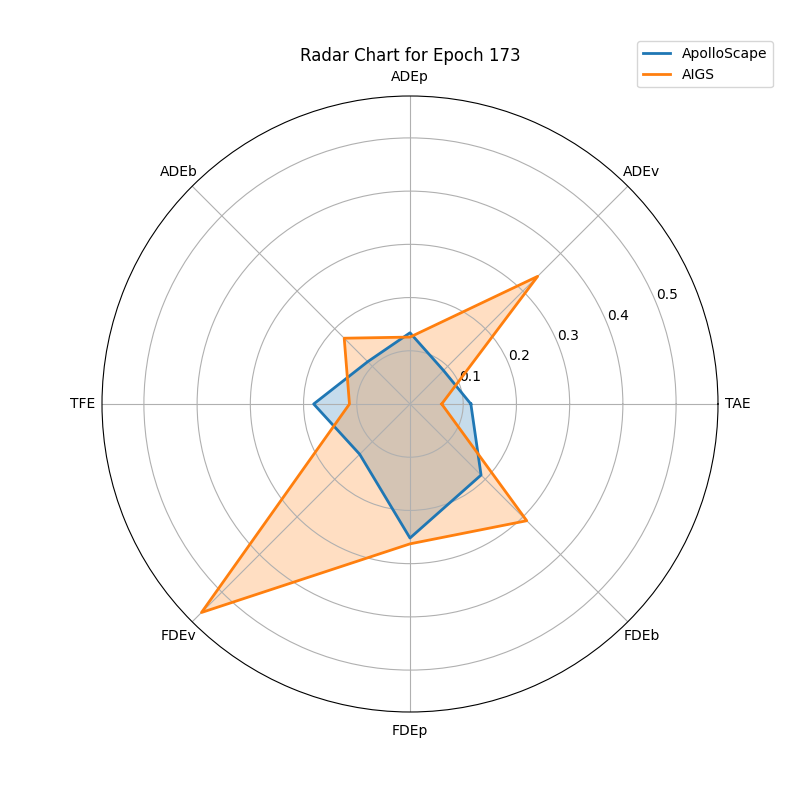 Radar Chart for Epoch 173
ApolloScape
AIGS
ADEp
ADEb
ADEv
0.5
0.4
0.3
0.2
0.1
TFE
TAE
FDEv
FDEb
FDEp